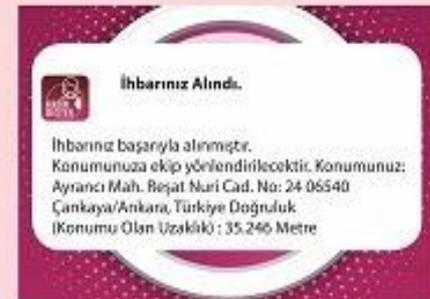 İhbarınız Alındı.
KADES
İhbarınız başarıyla alınmıştır.
Konumunuza ekip yönlendirilecektir. Konumunuz:
Ayrancı Mah. Reşat Nuri Cad. No: 24 06540
Çankaya/Ankara, Türkiye Doğruluk
(Konumu Olan Uzaklık) : 35.246 Metre